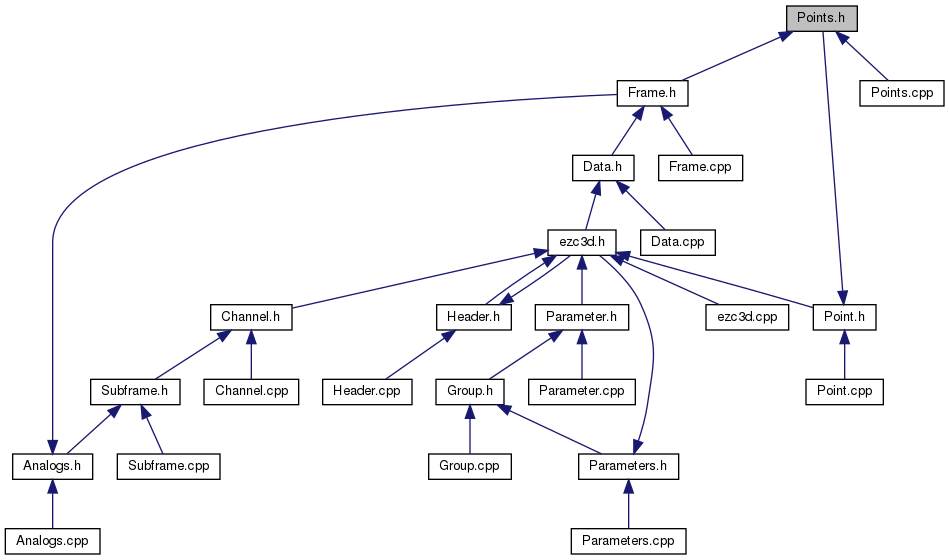 Points.h
Frame.h
Points.cpp
Data.h
Frame.cpp
ezc3d.h
Data.cpp
Channel.h
Header.h
Parameter.h
ezc3d.cpp
Point.h
Subframe.h
Channel.cpp
Header.cpp
Group.h
Parameter.cpp
Point.cpp
Analogs.h
Subframe.cpp
Group.cpp
Parameters.h
Analogs.cpp
Parameters.cpp